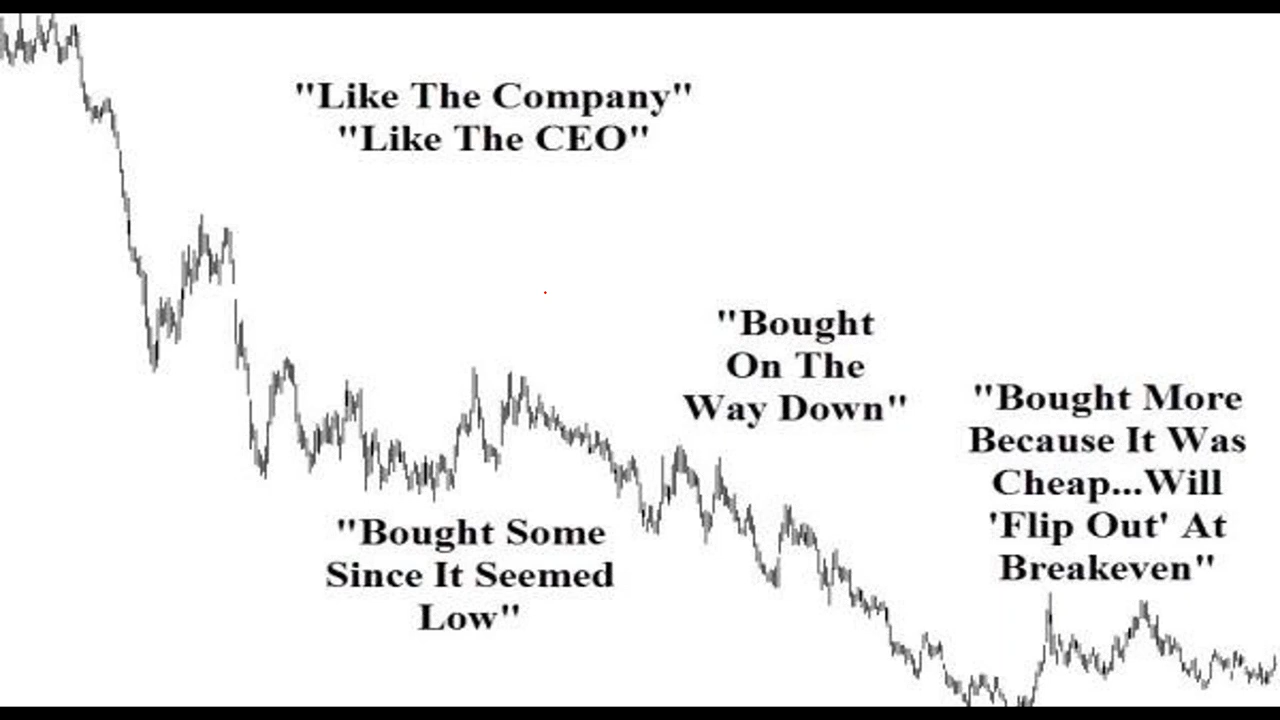 "Like The Company"
"Like The CEO"
"Bought Some
Since It Seemed
Low"
"Bought
On The
Way Down"
"Bought More
Because It Was
Cheap...Will
'Flip Out' At
Breakeven"